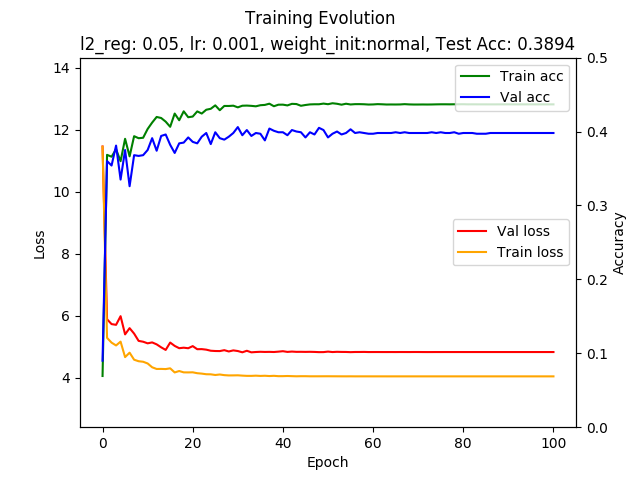 Training Evolution
l2_reg: 0.05, lr: 0.001, weight_init:normal, Test Acc: 0.3894
14
12
10
8
6
4
Loss
0.5
0.4
0.3
0.2
0.1
0.0
Accuracy
Train acc
Val acc
Val loss
Train loss
0 20 40 60 80 100
Epoch